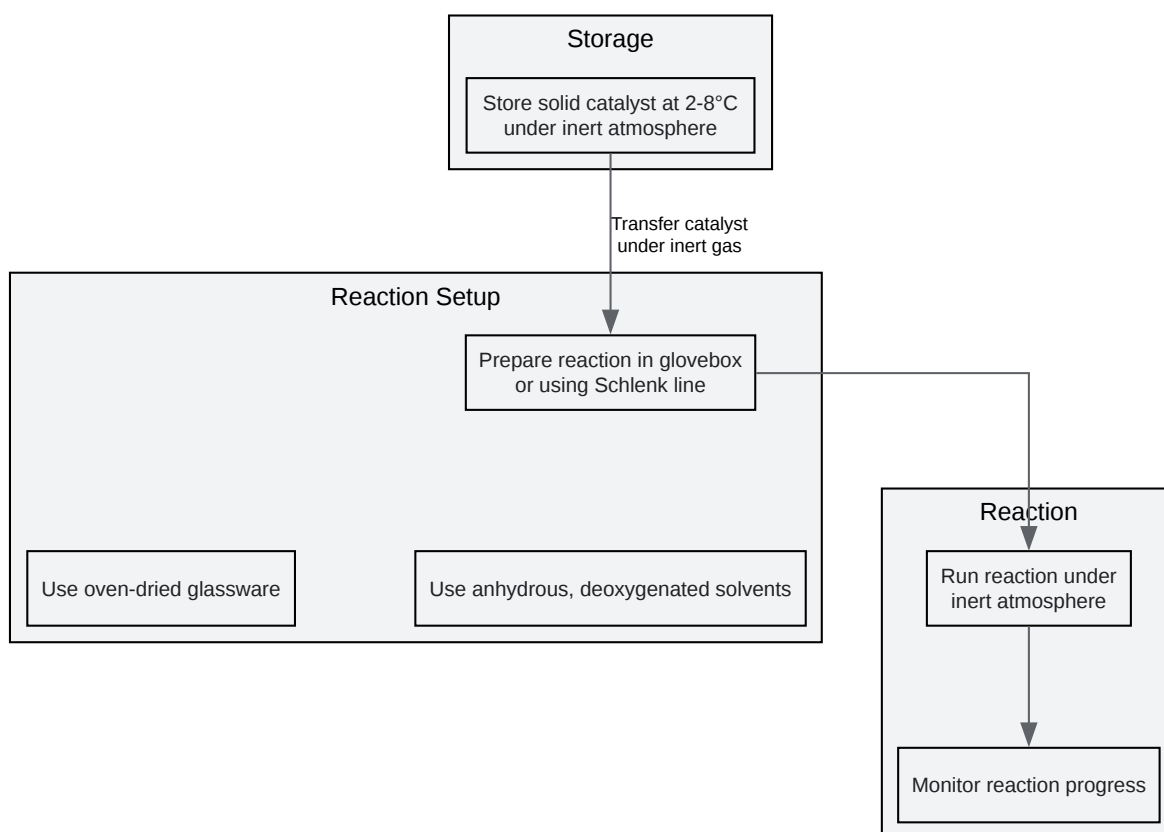 Storage
Store solid catalyst at 2-8°C
under inert atmosphere
Transfer catalyst
under inert gas
Reaction Setup
Prepare reaction in glovebox
or using Schlenk line
Use oven-dried glassware
Use anhydrous, deoxygenated solvents
Reaction
Run reaction under
inert atmosphere
Monitor reaction progress